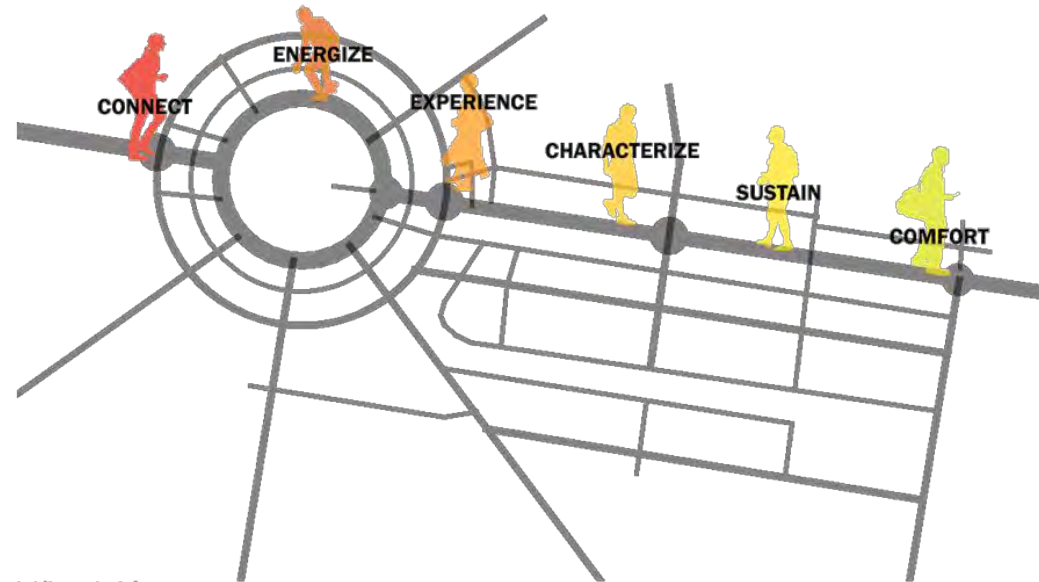 CONNECT
ENERGIZE
EXPERIENCE
CHARACTERIZE
SUSTAIN
COMFORT